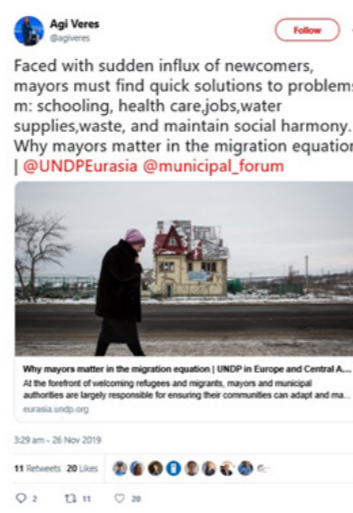 Agi Veres
@agiveres
Follow
Faced with sudden influx of newcomers,
mayors must find quick solutions to problems
m: schooling, health care,jobs,water
supplies,waste, and maintain social harmony.
Why mayors matter in the migration equation
| @UNDPEurasia @municipal_forum
Why mayors matter in the migration equation | UNDP in Europe and Central A...
At the forefront of welcoming refugees and migrants, mayors and municipal
authorities are largely responsible for ensuring their communities can adapt and ma...
eurasia.undp.org
3:29 am - 26 Nov 2019
11 Retweets 20 Likes
2 11 20